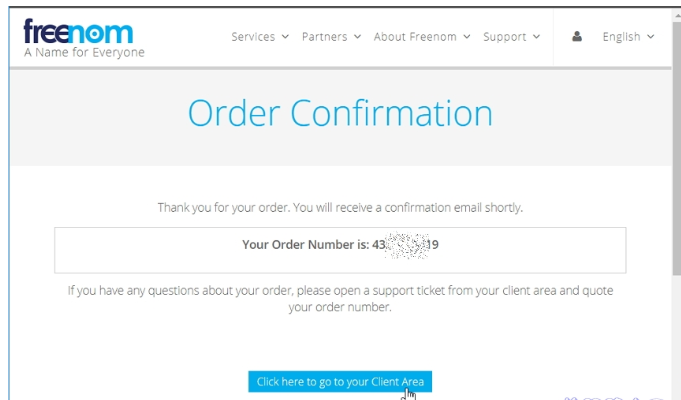 freenom
A Name for Everyone
Services Partners About Freenom Support English
Order Confirmation
Thank you for your order. You will receive a confirmation email shortly.
Your Order Number is: 43 19
If you have any questions about your order, please open a support ticket from your client area and quote
your order number.
Click here to go to your Client Area